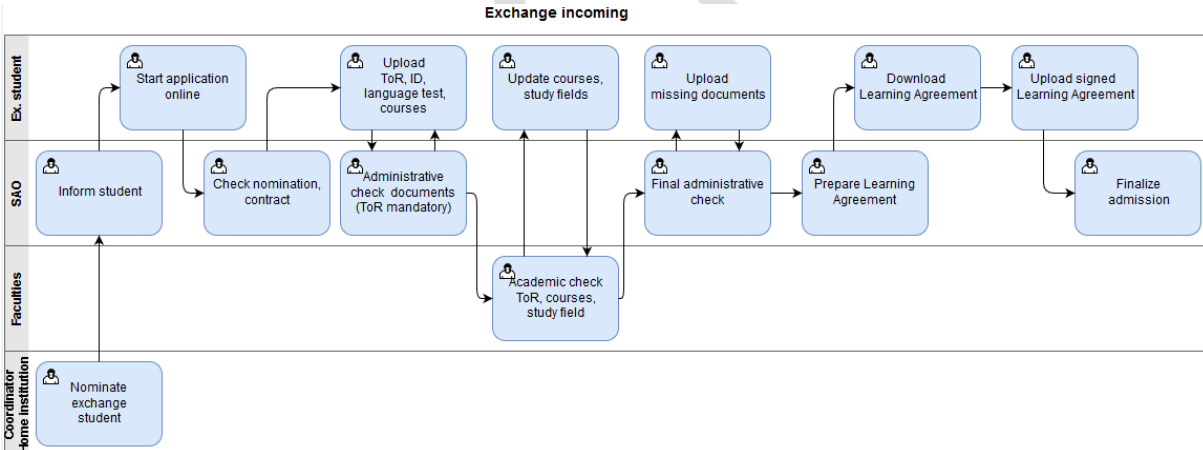 Exchange incoming
Ex. student
Start application
online
Upload
ToR, ID,
language test,
courses
Update courses,
study fields
Upload
missing documents
Download
Learning Agreement
Upload signed
Learning Agreement
SAO
Inform student
Check nomination,
contract
Administrative
check documents
(ToR mandatory)
Final administrative
check
Prepare Learning
Agreement
Finalize
admission
Faculties
Academic check
ToR, courses,
study field
Coordinator
Home institution
Nominate
exchange
student